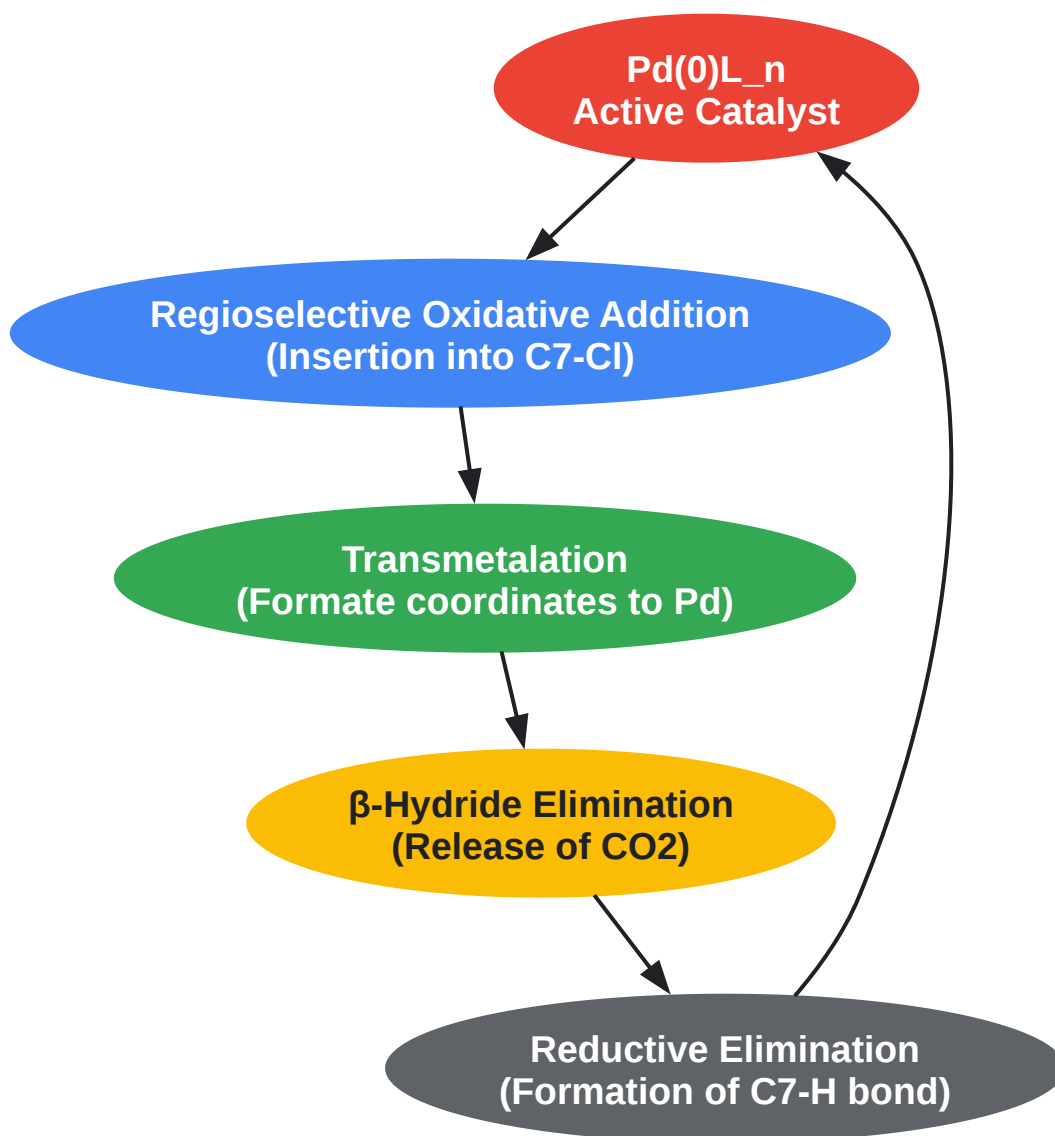 Pd(0)L_n
Active Catalyst
Regioselective Oxidative Addition
(Insertion into C7-Cl)
Transmetalation
(Formate coordinates to Pd)
β-Hydride Elimination
(Release of CO2)
Reductive Elimination
(Formation of C7-H bond)